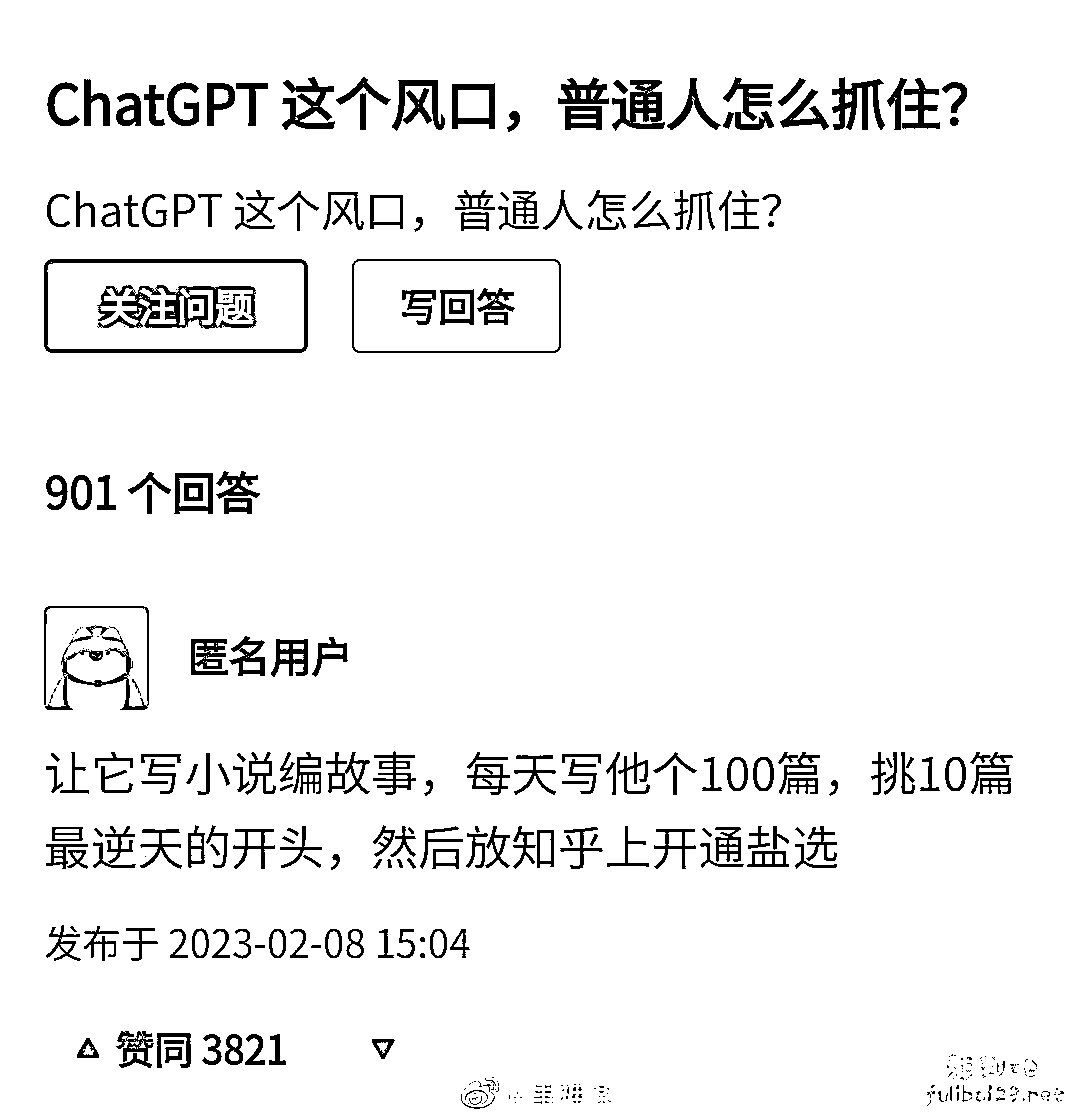 ChatGPT 这个风口，普通人怎么抓住？
ChatGPT 这个风口，普通人怎么抓住？
关注问题
写回答
901 个回答
匿名用户
让它写小说编故事，每天写他个100篇，挑10篇
最逆天的开头，然后放知乎上开通盐选
发布于 2023-02-08 15:04
赞同 3821